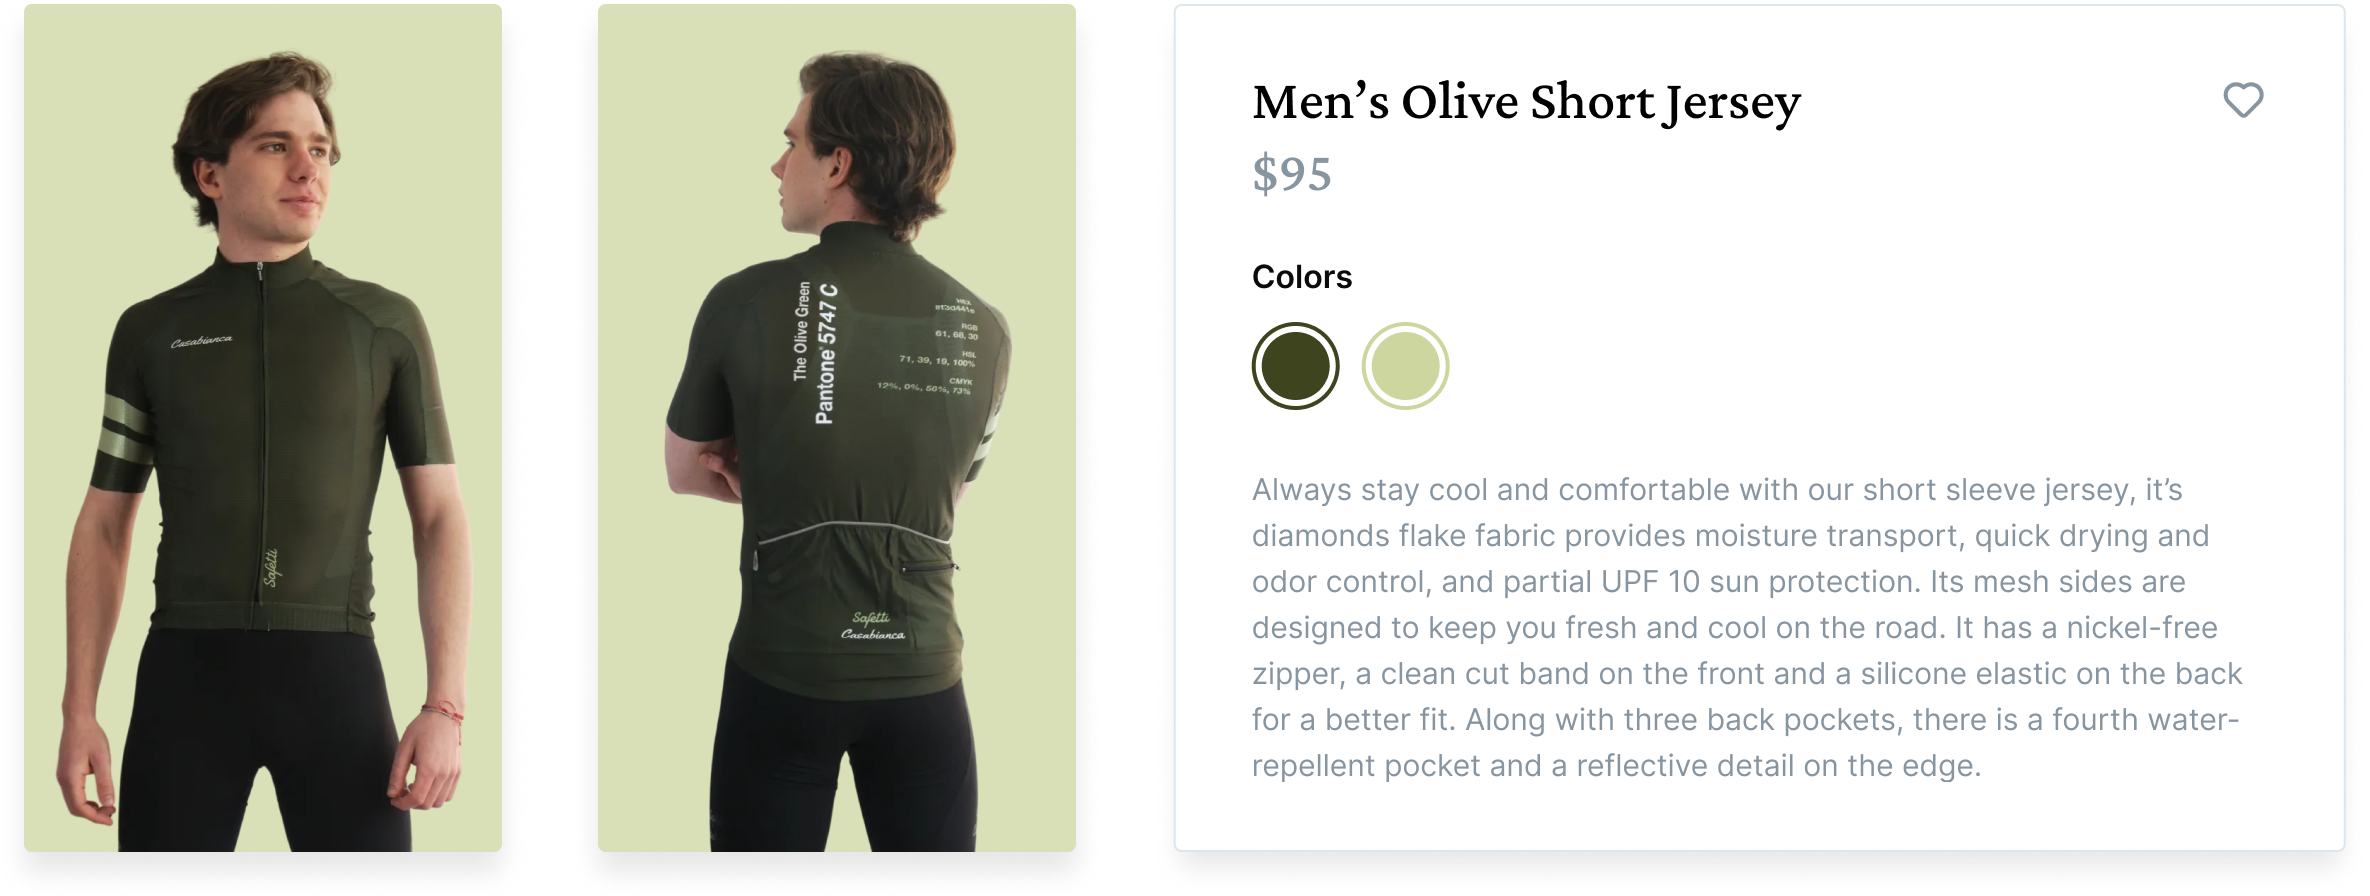 Casabianca
Safetti
The Olive Green
Pantone® 5747 C
HEX
#f3d441e
RGB
61, 68, 30
HSL
71, 39, 19, 100%
CMYK
12%, 0%, 56%, 73%
Safetti
Casabianca
Men’s Olive Short Jersey
$95
Colors
Always stay cool and comfortable with our short sleeve jersey, it’s
diamonds flake fabric provides moisture transport, quick drying and
odor control, and partial UPF 10 sun protection. Its mesh sides are
designed to keep you fresh and cool on the road. It has a nickel-free
zipper, a clean cut band on the front and a silicone elastic on the back
for a better fit. Along with three back pockets, there is a fourth water-
repellent pocket and a reflective detail on the edge.